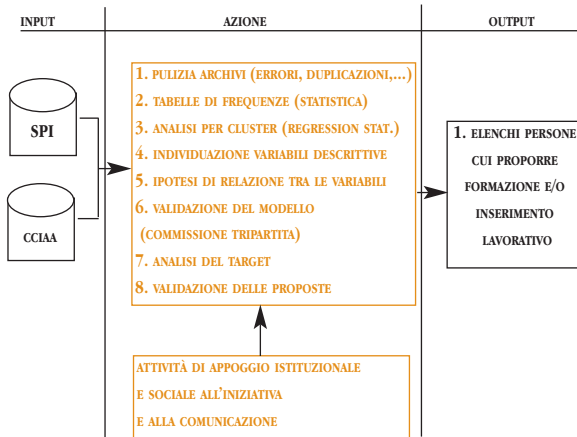 INPUT
AZIONE
OUTPUT
SPI
CCIAA
1. PULIZIA ARCHIVI (ERRORI, DUPLICAZIONI,...)
2. TABELLE DI FREQUENZE (STATISTICA)
3. ANALISI PER CLUSTER (REGRESSION STAT.)
4. INDIVIDUAZIONE VARIABILI DESCRITTIVE
5. IPOTESI DI RELAZIONE TRA LE VARIABILI
6. VALIDAZIONE DEL MODELLO
(COMMISSIONE TRIPARTITA)
7. ANALISI DEL TARGET
8. VALIDAZIONE DELLE PROPOSTE
ATTIVITÀ DI APPOGGIO ISTITUZIONALE
E SOCIALE ALL'INIZIATIVA
E ALLA COMUNICAZIONE
1. ELENCHI PERSONE
CUI PROPORRE
FORMAZIONE E/O
INSERIMENTO
LAVORATIVO